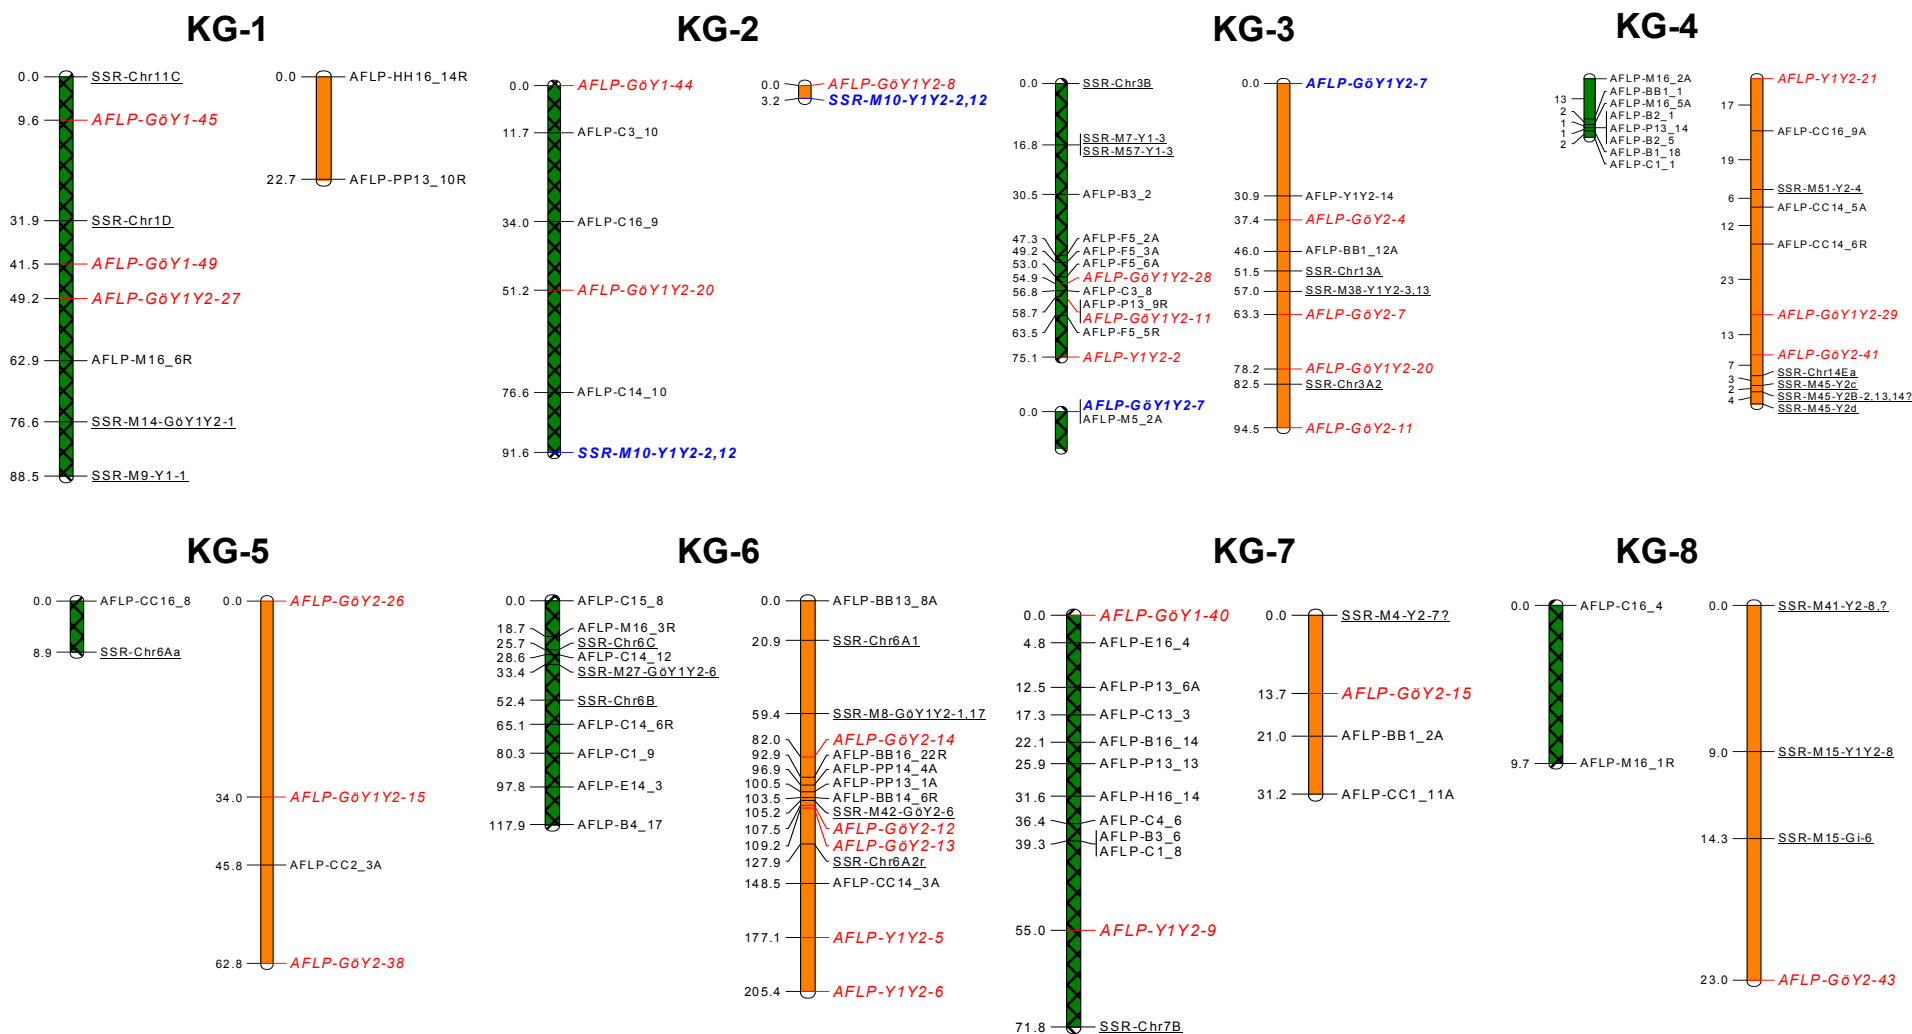 KG-1
0.0 SSR-Chr11C
9.6 AFLP-GöY1-45
31.9 SSR-Chr1D
41.5 AFLP-GöY1-49
49.2 AFLP-GöY1Y2-27
62.9 AFLP-M16_6R
76.6 SSR-M14-GöY1Y2-1
88.5 SSR-M9-Y1-1
0.0 AFLP-HH16_14R
22.7 AFLP-PP13_10R
KG-2
0.0 AFLP-GöY1-44
11.7 AFLP-C3_10
34.0 AFLP-C16_9
51.2 AFLP-GöY1Y2-20
76.6 AFLP-C14_10
91.6 SSR-M10-Y1Y2-2,12
0.0 AFLP-GöY1Y2-8
3.2 SSR-M10-Y1Y2-2,12
KG-3
0.0 SSR-Chr3B
SSR-M7-Y1-3
16.8 SSR-M57-Y1-3
30.5 AFLP-B3_2
47.3 AFLP-F5_2A
49.2 AFLP-F5_3A
53.0 AFLP-F5_6A
54.9 AFLP-GöY1Y2-28
56.8 AFLP-C3_8
AFLP-P13_9R
58.7 AFLP-GöY1Y2-11
63.5 AFLP-F5_5R
75.1 AFLP-Y1Y2-2
0.0 AFLP-GöY1Y2-7
AFLP-M5_2A
0.0 AFLP-GöY1Y2-7
30.9 AFLP-Y1Y2-14
37.4 AFLP-GöY2-4
46.0 AFLP-BB1_12A
51.5 SSR-Chr13A
57.0 SSR-M38-Y1Y2-3,13
63.3 AFLP-GöY2-7
78.2 AFLP-GöY1Y2-20
82.5 SSR-Chr3A2
94.5 AFLP-GöY2-11
KG-4
AFLP-M16_2A
AFLP-BB1_1
13 AFLP-M16_5A
2 AFLP-B2_1
1 AFLP-P13_14
1 AFLP-B2_5
2 AFLP-B1_18
AFLP-C1_1
AFLP-Y1Y2-21
17
AFLP-CC16_9A
19
SSR-M51-Y2-4
6
AFLP-CC14_5A
12
AFLP-CC14_6R
23
AFLP-GöY1Y2-29
13
AFLP-GöY2-41
7
SSR-Chr14Ea
3
SSR-M45-Y2c
2
SSR-M45-Y2B-2,13,14?
4
SSR-M45-Y2d
KG-5
0.0 AFLP-CC16_8
8.9 SSR-Chr6Aa
0.0 AFLP-GöY2-26
34.0 AFLP-GöY1Y2-15
45.8 AFLP-CC2_3A
62.8 AFLP-GöY2-38
KG-6
0.0 AFLP-C15_8
18.7 AFLP-M16_3R
25.7 SSR-Chr6C
28.6 AFLP-C14_12
33.4 SSR-M27-GöY1Y2-6
52.4 SSR-Chr6B
65.1 AFLP-C14_6R
80.3 AFLP-C1_9
97.8 AFLP-E14_3
117.9 AFLP-B4_17
0.0 AFLP-BB13_8A
20.9 SSR-Chr6A1
59.4 SSR-M8-GöY1Y2-1,17
82.0 AFLP-GöY2-14
92.9 AFLP-BB16_22R
96.9 AFLP-PP14_4A
100.5 AFLP-PP13_1A
103.5 AFLP-BB14_6R
105.2 SSR-M42-GöY2-6
107.5 AFLP-GöY2-12
109.2 AFLP-GöY2-13
127.9 SSR-Chr6A2r
148.5 AFLP-CC14_3A
177.1 AFLP-Y1Y2-5
205.4 AFLP-Y1Y2-6
KG-7
0.0 AFLP-GöY1-40
4.8 AFLP-E16_4
12.5 AFLP-P13_6A
17.3 AFLP-C13_3
22.1 AFLP-B16_14
25.9 AFLP-P13_13
31.6 AFLP-H16_14
36.4 AFLP-C4_6
AFLP-B3_6
39.3 AFLP-C1_8
55.0 AFLP-Y1Y2-9
71.8 SSR-Chr7B
0.0 SSR-M4-Y2-7?
13.7 AFLP-GöY2-15
21.0 AFLP-BB1_2A
31.2 AFLP-CC1_11A
KG-8
0.0 AFLP-C16_4
9.7 AFLP-M16_1R
0.0 SSR-M41-Y2-8,?
9.0 SSR-M15-Y1Y2-8
14.3 SSR-M15-Gi-6
23.0 AFLP-GöY2-43